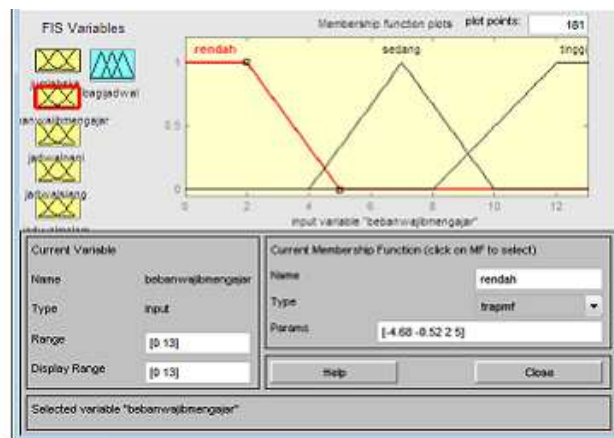 FIS Variables
Membership function plots plot points: 181
rendah sedang tinggi
1
0.5
0
0 2 4 6 8 10 12
input variable "bebanwajibmengajar"
bagijadwal
anwajibmengajar
jadwalsiang
Current Variable
Name bebanwajibmengajar
Type input
Range [0 13]
Display Range [0 13]
Current Membership Function (click on MF to select)
Name rendah
Type trapmf
Params [-4.68 -0.52 2 5]
Help Close
Selected variable "bebanwajibmengajar"